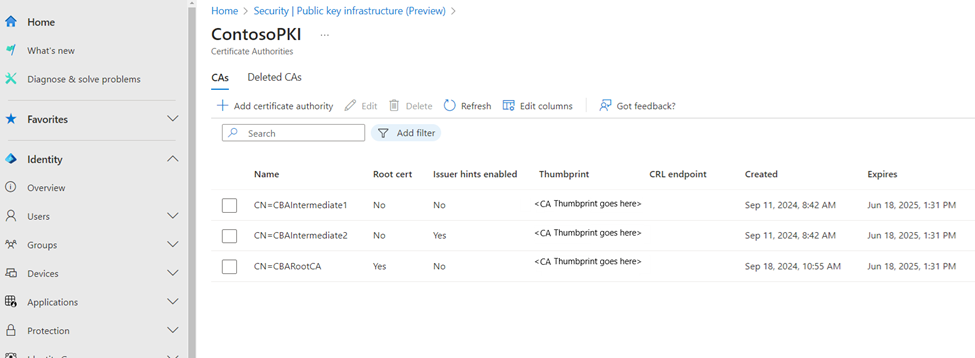 Home
What's new
Diagnose & solve problems
Favorites
Identity
Overview
Users
Groups
Devices
Applications
Protection
Home > Security | Public key infrastructure (Preview) >
ContosoPKI ...
Certificate Authorities
CAs Deleted CAs
Add certificate authority Edit Delete Refresh Edit columns Got feedback?
Search Add filter
Name Root cert Issuer hints enabled Thumbprint CRL endpoint Created Expires
CN=CBAIntermediate1 No No <CA Thumbprint goes here> Sep 11, 2024, 8:42 AM Jun 18, 2025, 1:31 PM
CN=CBAIntermediate2 No Yes <CA Thumbprint goes here> Sep 11, 2024, 8:42 AM Jun 18, 2025, 1:31 PM
CN=CBARootCA Yes No <CA Thumbprint goes here> Sep 18, 2024, 10:55 AM Jun 18, 2025, 1:31 PM